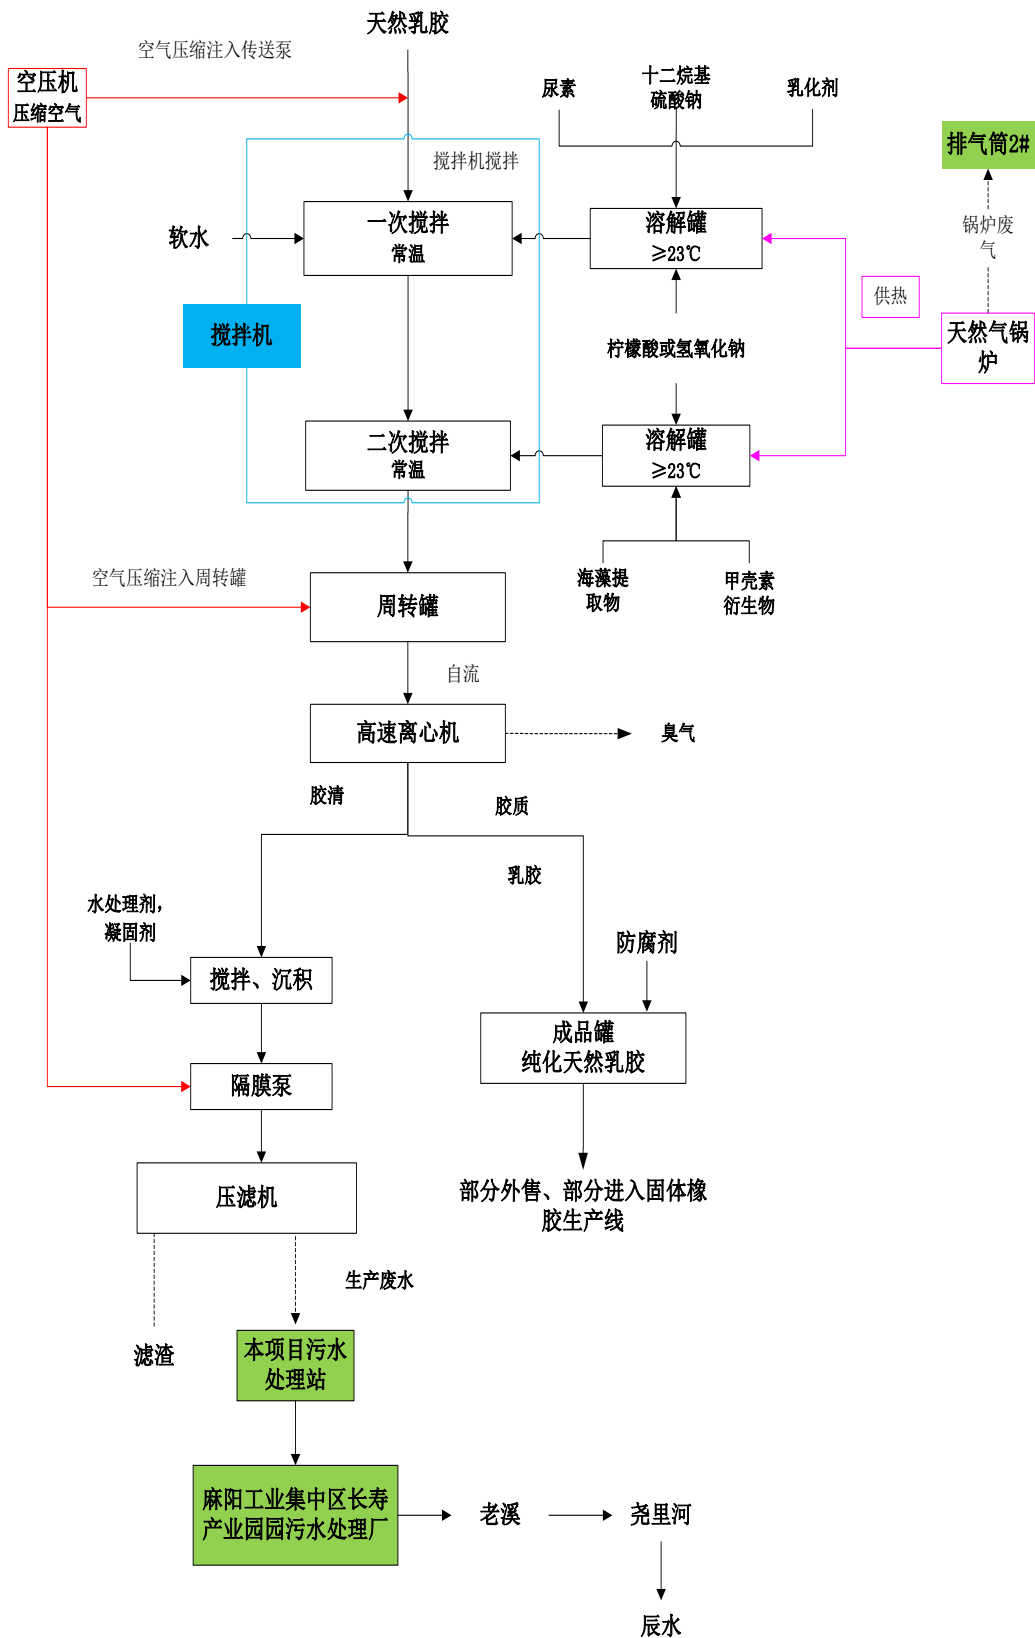 天然乳胶
空气压缩注入传送泵
空压机
压缩空气
尿素
十二烷基
硫酸钠
乳化剂
排气筒2#
搅拌机搅拌
一次搅拌
常温
软水
溶解罐
≥23℃
锅炉废
气
供热
搅拌机
柠檬酸或氢氧化钠
天然气锅
炉
二次搅拌
常温
溶解罐
≥23℃
空气压缩注入周转罐
海藻提
取物
甲壳素
衍生物
周转罐
自流
高速离心机
臭气
胶清
胶质
乳胶
水处理剂，
凝固剂
防腐剂
搅拌、沉积
成品罐
纯化天然乳胶
隔膜泵
压滤机
部分外售、部分进入固体橡
胶生产线
生产废水
滤渣
本项目污水
处理站
麻阳工业集中区长寿
产业园园污水处理厂
老溪
尧里河
辰水